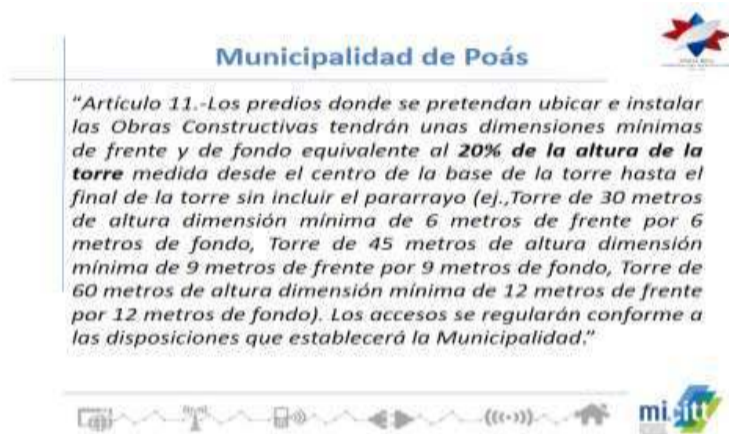 Municipalidad de Poás
"Artículo 11.-Los predios donde se pretendan ubicar e instalar
las Obras Constructivas tendrán unas dimensiones mínimas
de frente y de fondo equivalente al 20% de la altura de la
torre medida desde el centro de la base de la torre hasta el
final de la torre sin incluir el pararrayo (ej.,Torre de 30 metros
de altura dimensión mínima de 6 metros de frente por 6
metros de fondo, Torre de 45 metros de altura dimensión
mínima de 9 metros de frente por 9 metros de fondo, Torre de
60 metros de altura dimensión mínima de 12 metros de frente
por 12 metros de fondo). Los accesos se regularán conforme a
las disposiciones que establecerá la Municipalidad."
micitt